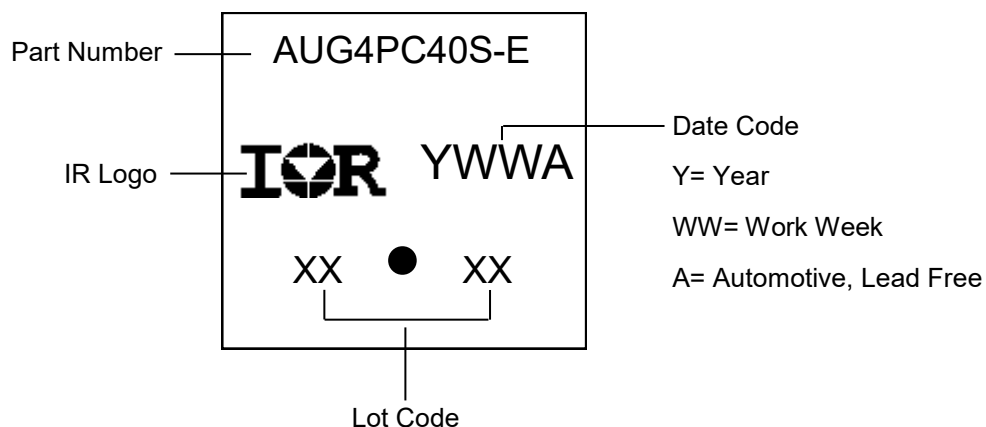 Part Number
AUG4PC40S-E
IR Logo
IOR
YWWA
Date Code
Y= Year
WW= Work Week
A= Automotive, Lead Free
XX ● XX
Lot Code